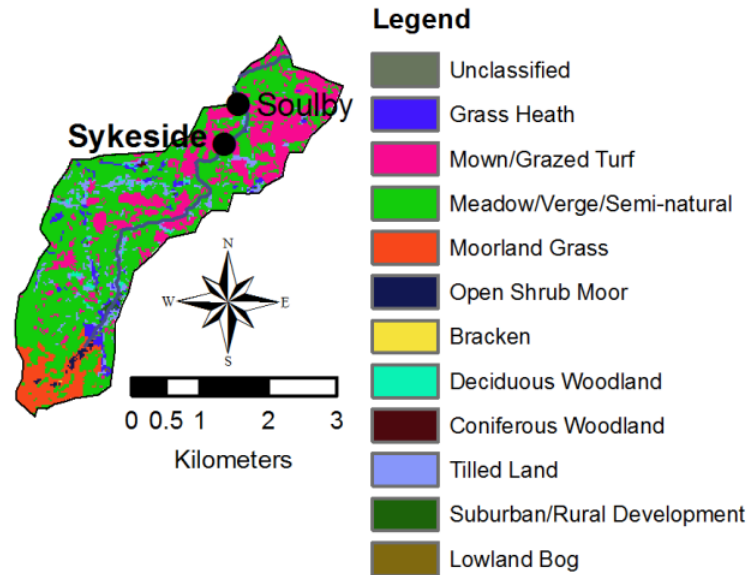 Legend
Unclassified
Grass Heath
Mown/Grazed Turf
Meadow/Verge/Semi-natural
Moorland Grass
Open Shrub Moor
Bracken
Deciduous Woodland
Coniferous Woodland
Tilled Land
Suburban/Rural Development
Lowland Bog
Soulby
Sykeside
N
W E
S
0 0.5 1 2 3
Kilometers